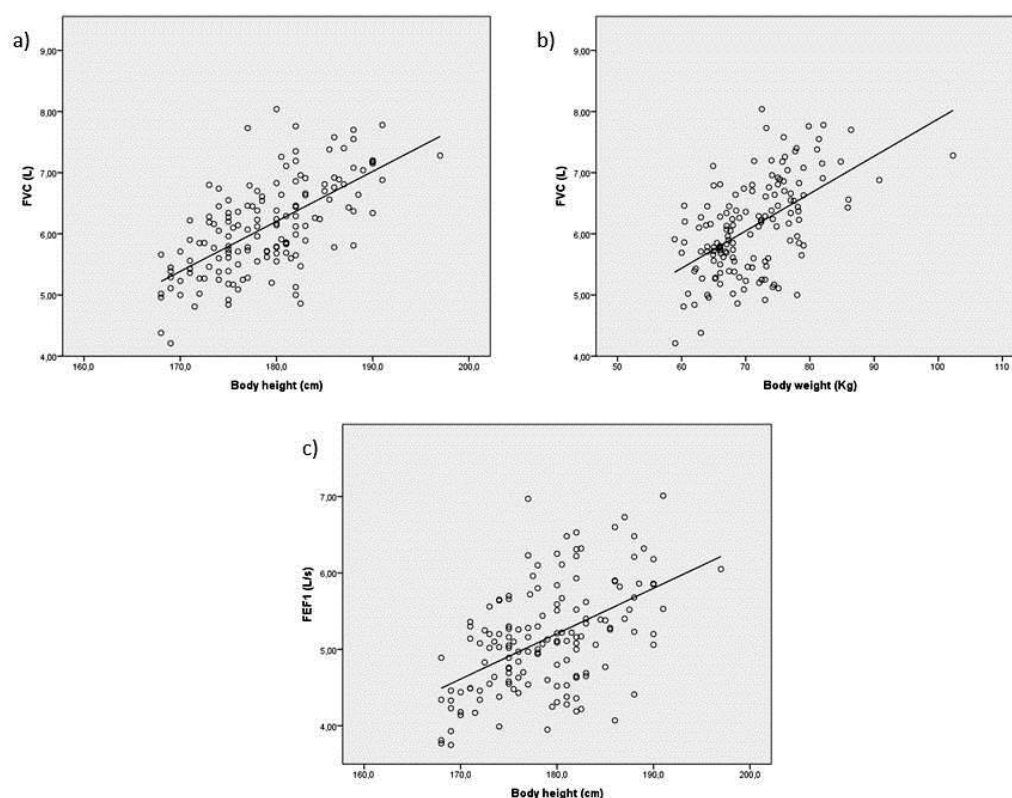 a)
9,00
8,00
7,00
6,00
5,00
4,00
FVC (L)
160,0 170,0 180,0 190,0 200,0
Body height (cm)
b)
9,00
8,00
7,00
6,00
5,00
4,00
FVC (L)
50 60 70 80 90 100 110
Body weight (Kg)
c)
7,00
6,00
5,00
4,00
FEF1 (L/s)
160,0 170,0 180,0 190,0 200,0
Body height (cm)